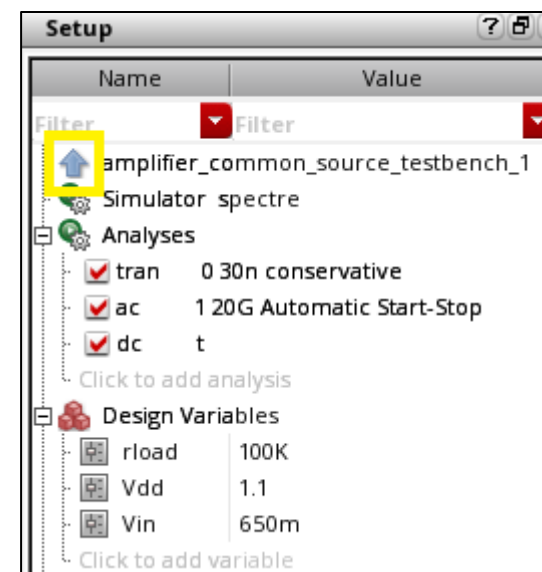 Setup ?
Name Value
Filter Filter
amplifier_common_source_testbench_1
Simulator spectre
Analyses
tran 0 30n conservative
ac 1 20G Automatic Start-Stop
dc t
Click to add analysis
Design Variables
rload 100K
Vdd 1.1
Vin 650m
Click to add variable